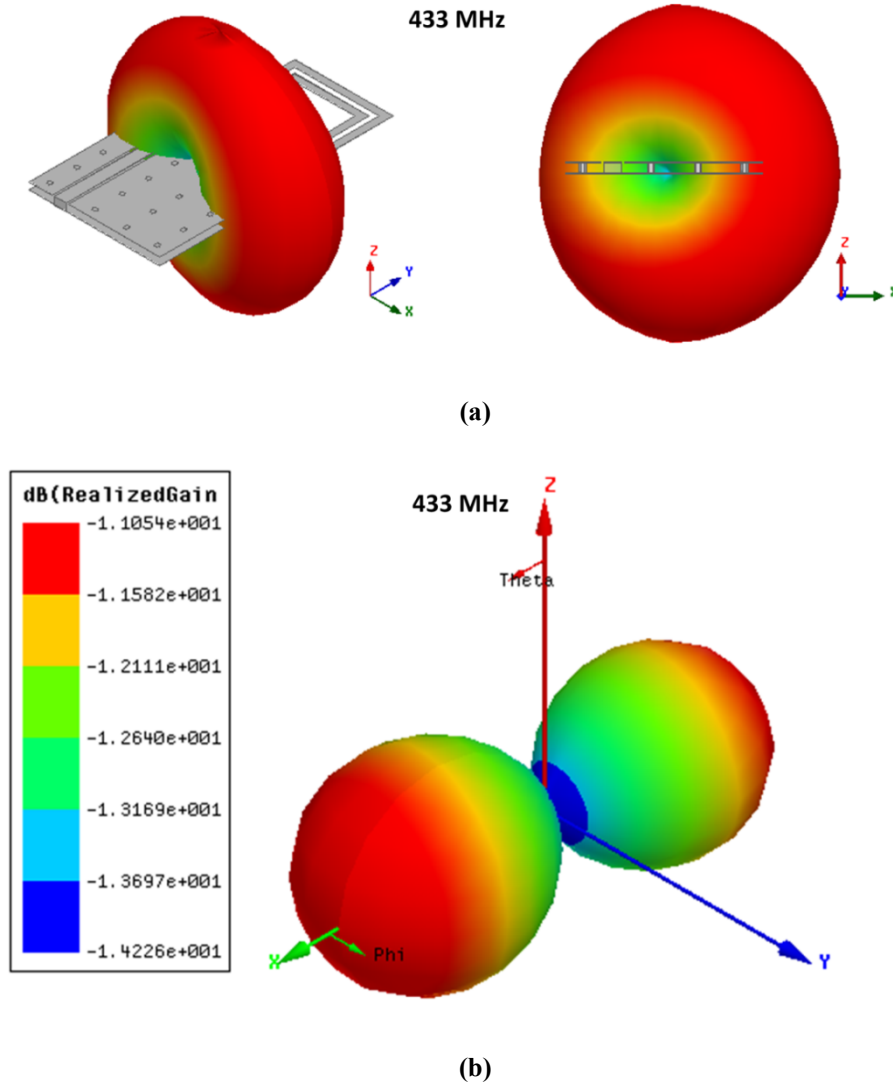 433 MHz
Z
Y
X
Z
Y
X
(a)
dB(RealizedGain
-1.1054e+001
-1.1582e+001
-1.2111e+001
-1.2640e+001
-1.3169e+001
-1.3697e+001
-1.4226e+001
433 MHz
Z
Theta
X
Phi
Y
(b)